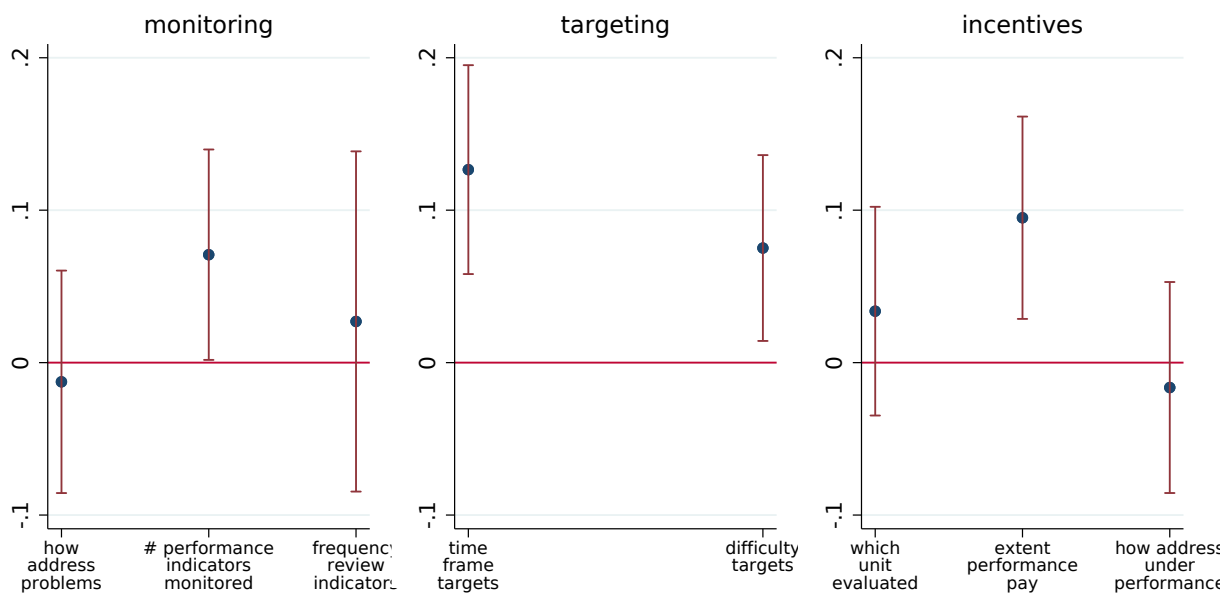 monitoring
.2
.1
0
-.1
how
address
problems
# performance
indicators
monitored
frequency
review
indicators
targeting
.2
.1
0
-.1
time
frame
targets
difficulty
targets
incentives
.2
.1
0
-.1
which
unit
evaluated
extent
performance
pay
how address
under
performance